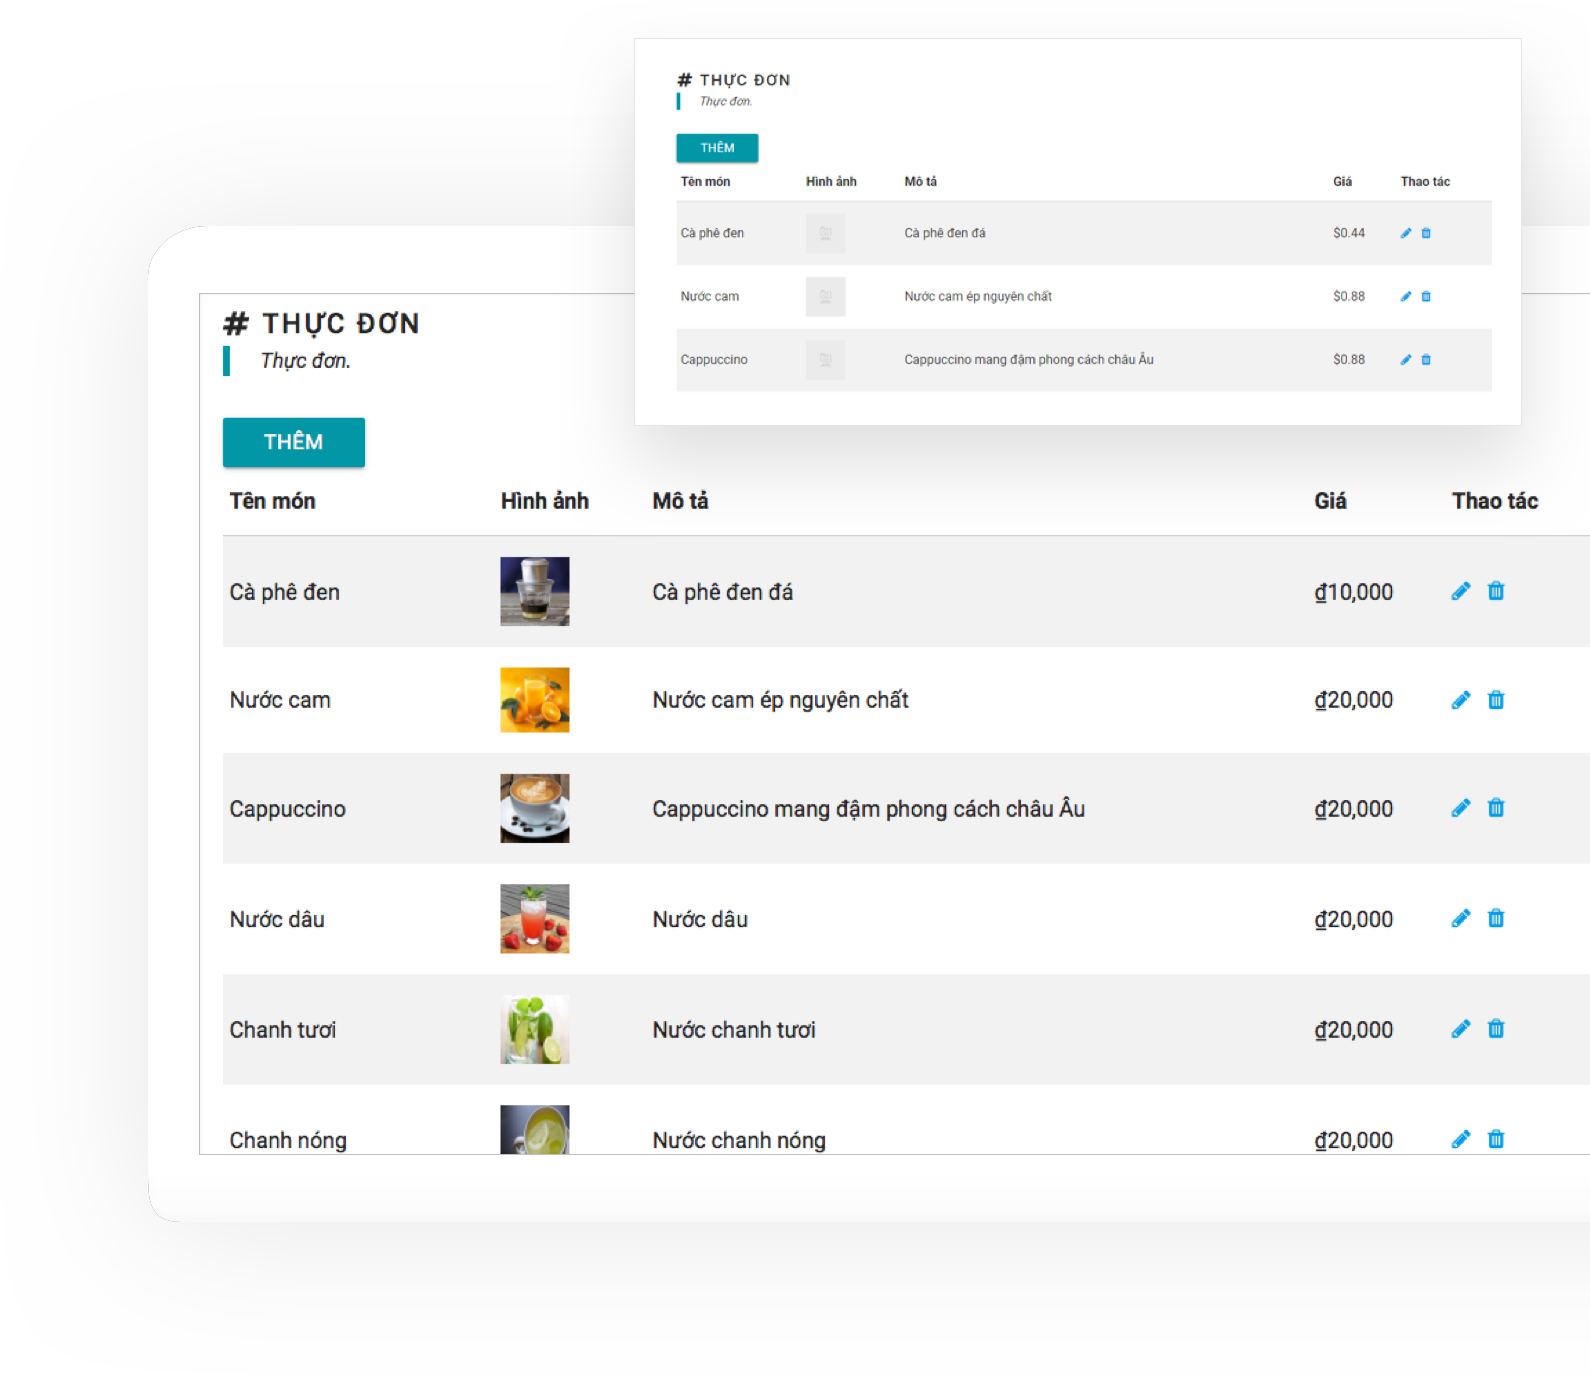 # THỰC ĐƠN
Thực đơn.
THÊM
Tên món Hình ảnh Mô tả Giá Thao tác
Cà phê đen Cà phê đen đá $0.44
Nước cam Nước cam ép nguyên chất $0.88
Cappuccino Cappuccino mang đậm phong cách châu Âu $0.88
# THỰC ĐƠN
Thực đơn.
THÊM
Tên món Hình ảnh Mô tả Giá Thao tác
Cà phê đen Cà phê đen đá ₫10,000
Nước cam Nước cam ép nguyên chất ₫20,000
Cappuccino Cappuccino mang đậm phong cách châu Âu ₫20,000
Nước dâu Nước dâu ₫20,000
Chanh tươi Nước chanh tươi ₫20,000
Chanh nóng Nước chanh nóng ₫20,000